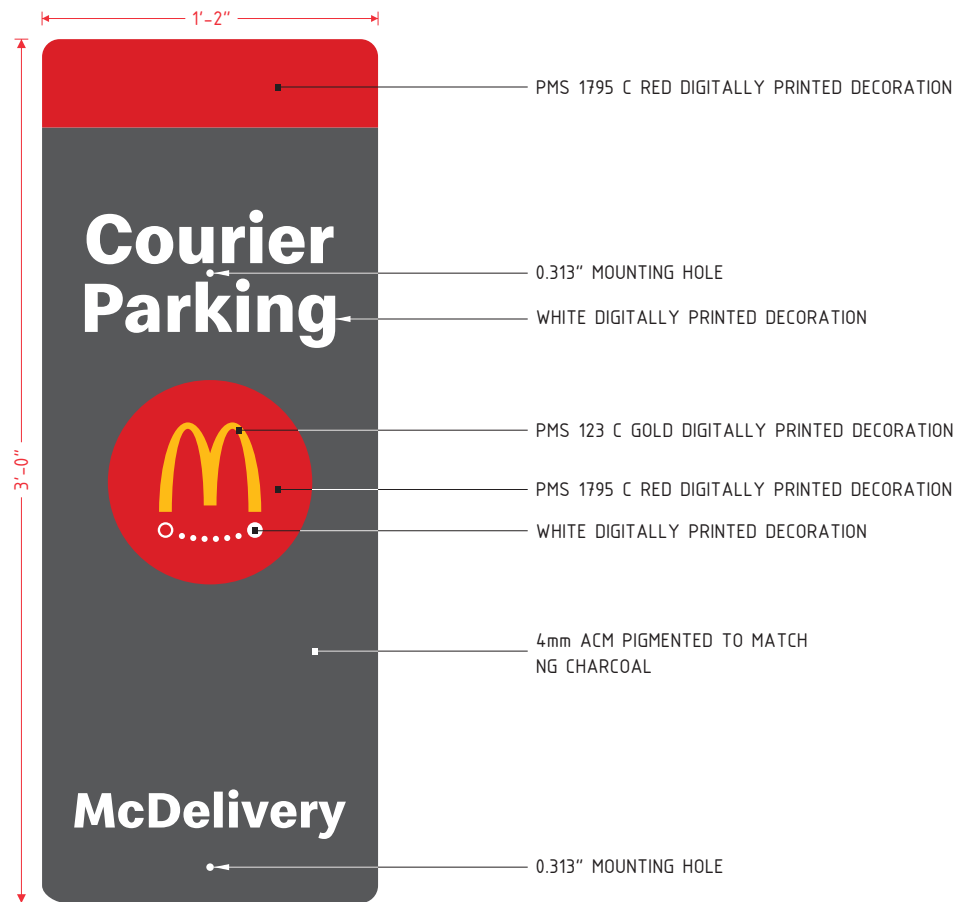 1'-2"
PMS 1795 C RED DIGITALLY PRINTED DECORATION
Courier
0.313" MOUNTING HOLE
Parking
WHITE DIGITALLY PRINTED DECORATION
M
PMS 123 C GOLD DIGITALLY PRINTED DECORATION
3'-0"
PMS 1795 C RED DIGITALLY PRINTED DECORATION
WHITE DIGITALLY PRINTED DECORATION
4mm ACM PIGMENTED TO MATCH
NG CHARCOAL
McDelivery
0.313" MOUNTING HOLE